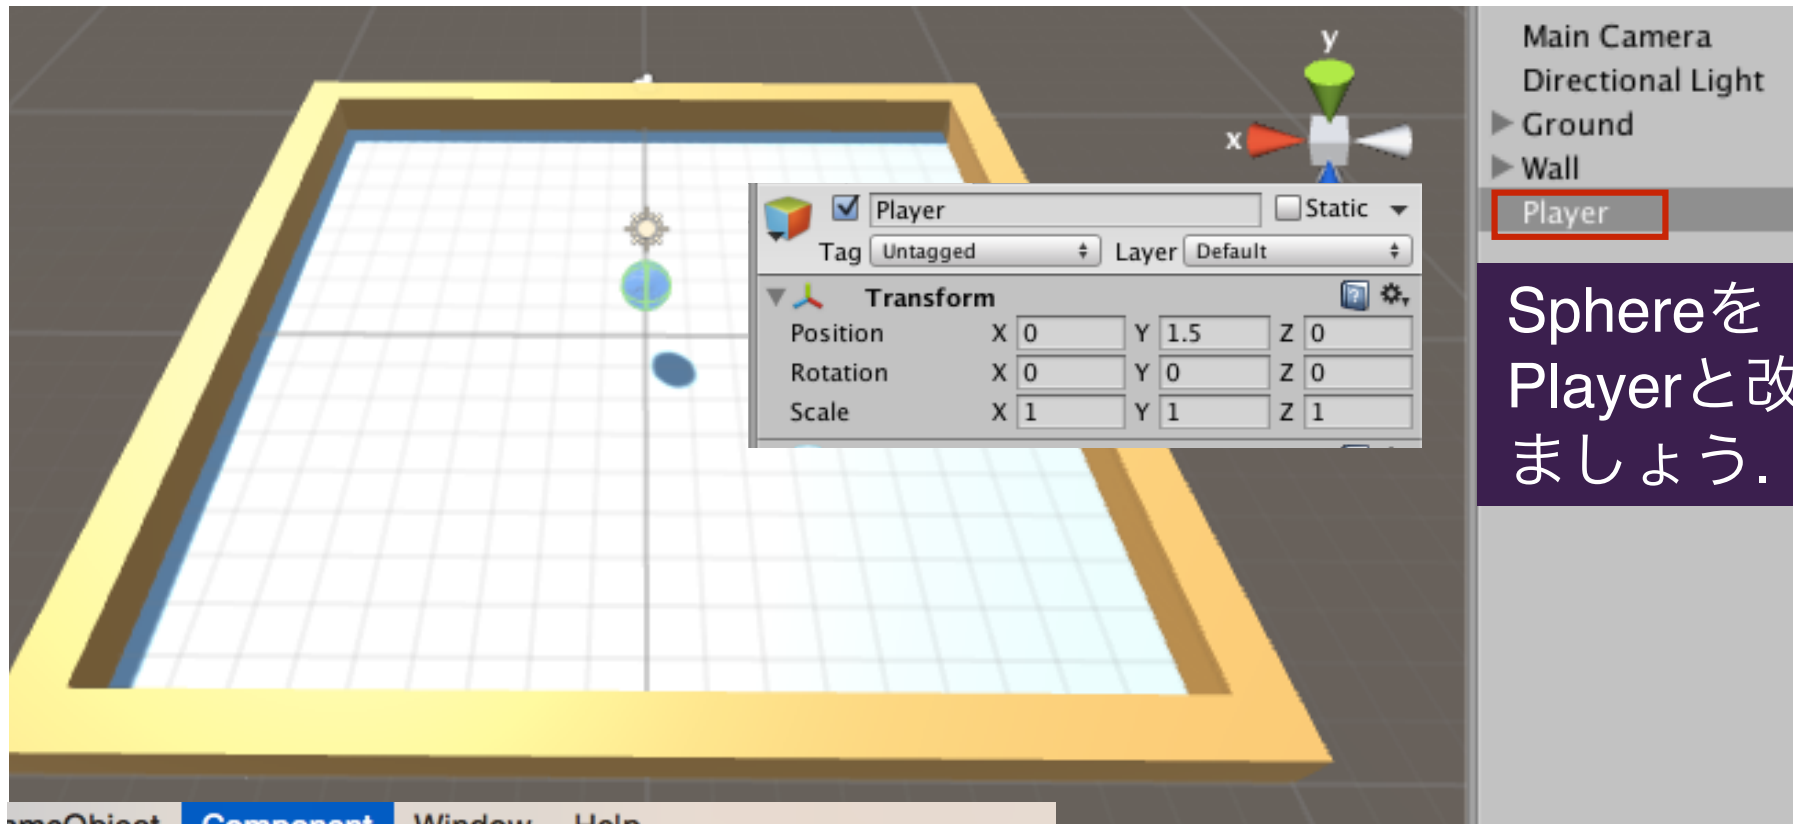 y
x
Main Camera
Directional Light
Ground
Wall
Player
Player Static
Tag Untagged Layer Default
Transform
Position X 0 Y 1.5 Z 0
Rotation X 0 Y 0 Z 0
Scale X 1 Y 1 Z 1
Sphereを
Playerと改
ましょう.
Component Window Help